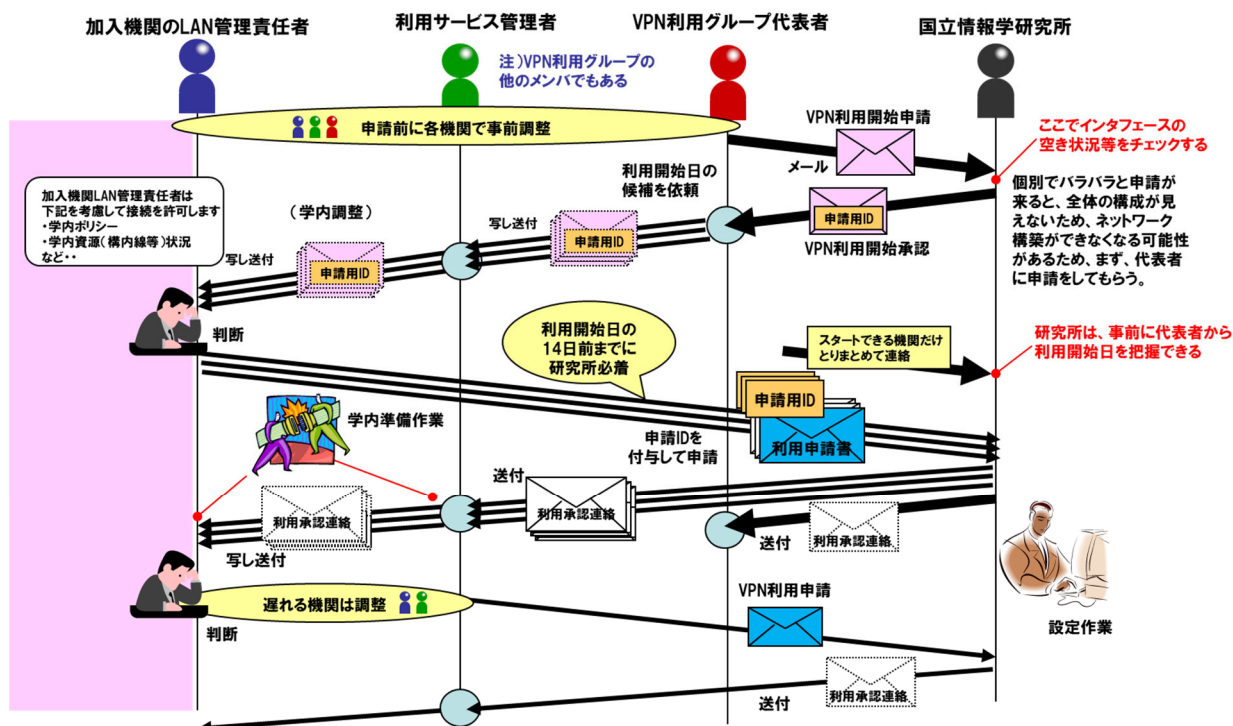 加入機関のLAN管理責任者
利用サービス管理者
VPN利用グループ代表者
国立情報学研究所
注)VPN利用グループの
他のメンバでもある
申請前に各機関で事前調整
VPN利用開始申請
メール
ここでインタフェースの
空き状況等をチェックする
加入機関LAN管理責任者は
下記を考慮して接続を許可します
・学内ポリシー
・学内資源(構内線等)状況
など・・
利用開始日の
候補を依頼
(学内調整)
写し送付
申請用ID
写し送付
申請用ID
申請用ID
VPN利用開始承認
個別でバラバラと申請が
来ると、全体の構成が見
えないため、ネットワーク
構築ができなくなる可能性
があるため、まず、代表者
に申請をしてもらう。
判断
利用開始日の
14日前までに
研究所必着
スタートできる機関だけ
とりまとめて連絡
研究所は、事前に代表者から
利用開始日を把握できる
申請用ID
利用申請書
学内準備作業
申請IDを
付与して申請
送付
利用承認連絡
利用承認連絡
写し送付
送付
利用承認連絡
判断
遅れる機関は調整
VPN利用申請
設定作業
利用承認連絡
送付